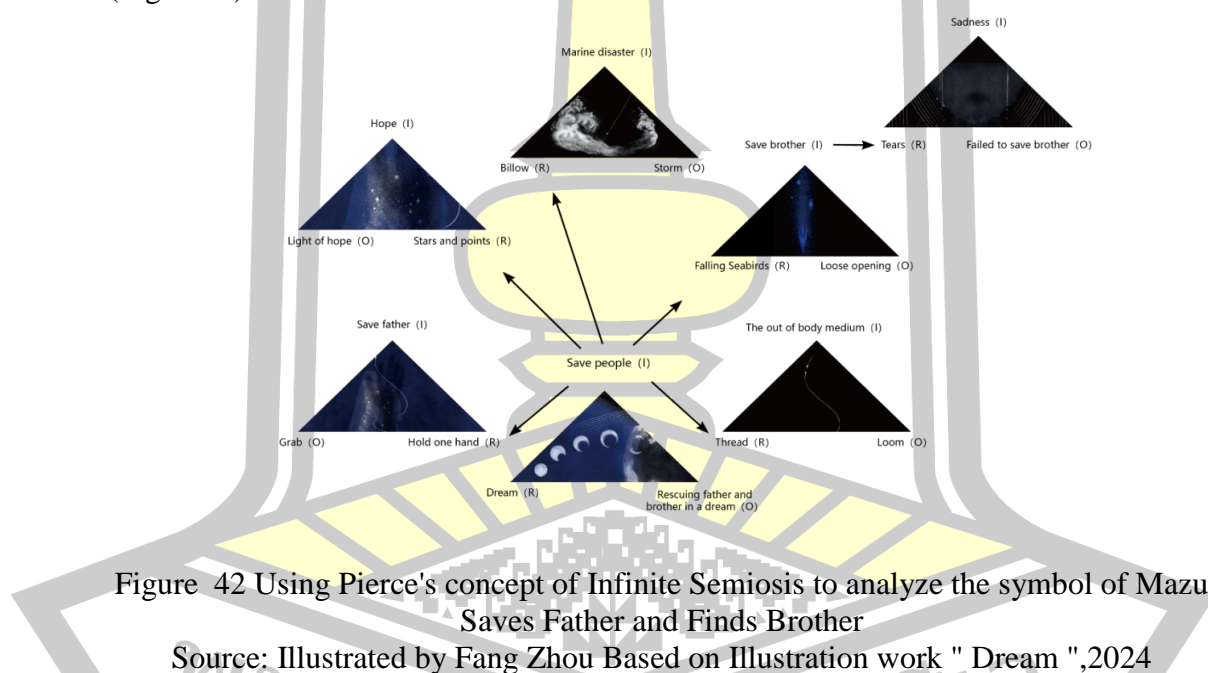 Sadness (I)
Marine disaster (I)
Hope (I)
Save brother (I) Tears (R) Failed to save brother (O)
Billow (R) Storm (O)
Light of hope (O) Stars and points (R)
Falling Seabirds (R) Loose opening (O)
Save father (I) The out of body medium (I)
Save people (I)
Grab (O) Hold one hand (R) Thread (R) Loom (O)
Dream (R) Rescuing father and
brother in a dream (O)
Figure 42 Using Pierce's concept of Infinite Semiosis to analyze the symbol of Mazu
Saves Father and Finds Brother
Source: Illustrated by Fang Zhou Based on Illustration work " Dream ",2024